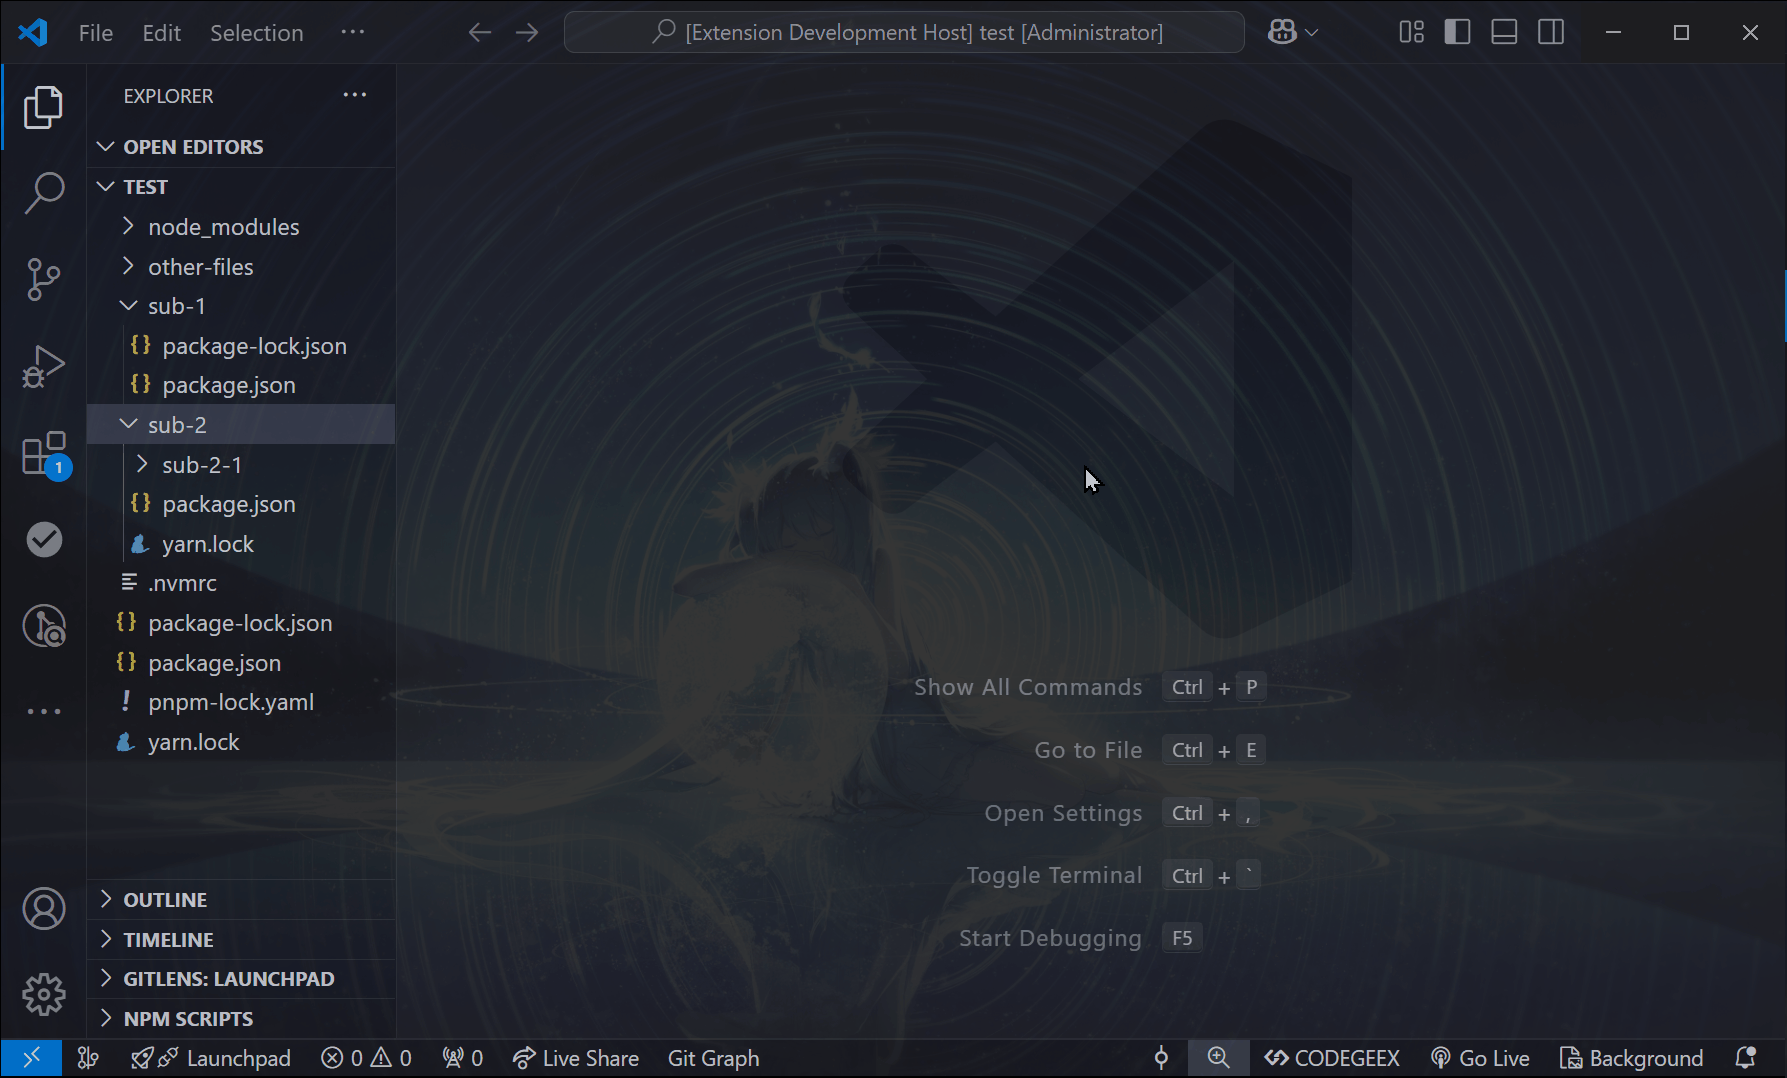 File Edit Selection ··· [Extension Development Host] test [Administrator]
EXPLORER ···
OPEN EDITORS
TEST
node_modules
other-files
sub-1
{} package-lock.json
{} package.json
sub-2
1
sub-2-1
{} package.json
yarn.lock
.nvmrc
{} package-lock.json
{} package.json
! pnpm-lock.yaml
yarn.lock
Show All Commands Ctrl + P
Go to File Ctrl + E
Open Settings Ctrl + ,
Toggle Terminal Ctrl + `
Start Debugging F5
OUTLINE
TIMELINE
GITLENS: LAUNCHPAD
NPM SCRIPTS
Launchpad 0 0 0 Live Share Git Graph CODEGEEX Go Live Background